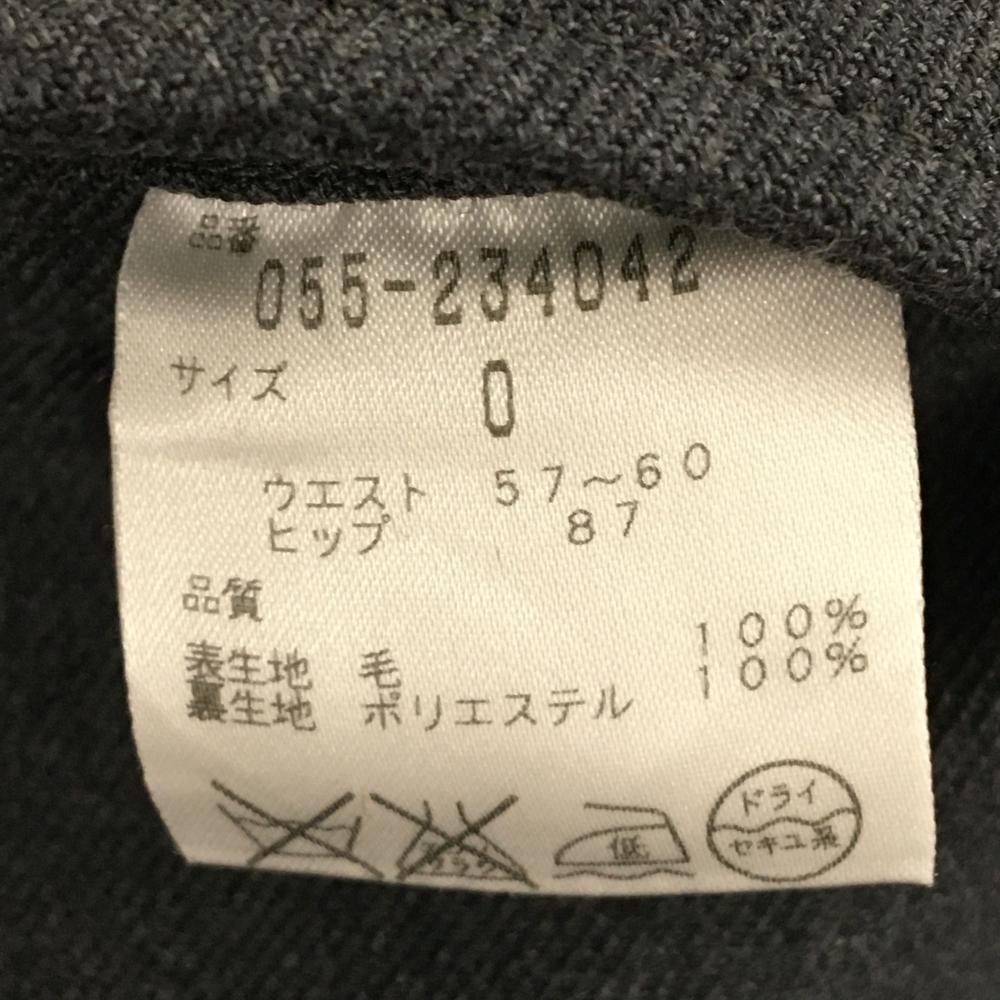 品番
055-234042
サイズ 0
ウエスト 57～60
ヒップ 87
品質
表生地 毛 100%
裏生地 ポリエステル 100%
低
ドライ
セキユ系